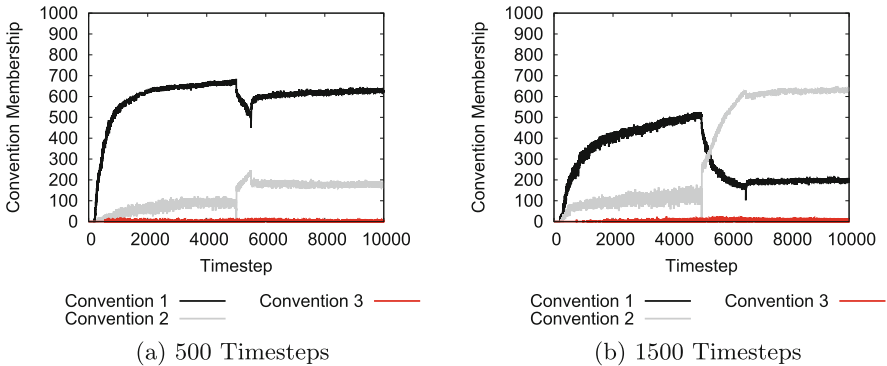 1000
900
800
700
600
500
400
300
200
100
0
Convention Membership
0 2000 4000 6000 8000 10000
Timestep
Convention 1
Convention 2
Convention 3
(a) 500 Timesteps
1000
900
800
700
600
500
400
300
200
100
0
Convention Membership
0 2000 4000 6000 8000 10000
Timestep
Convention 1
Convention 2
Convention 3
(b) 1500 Timesteps